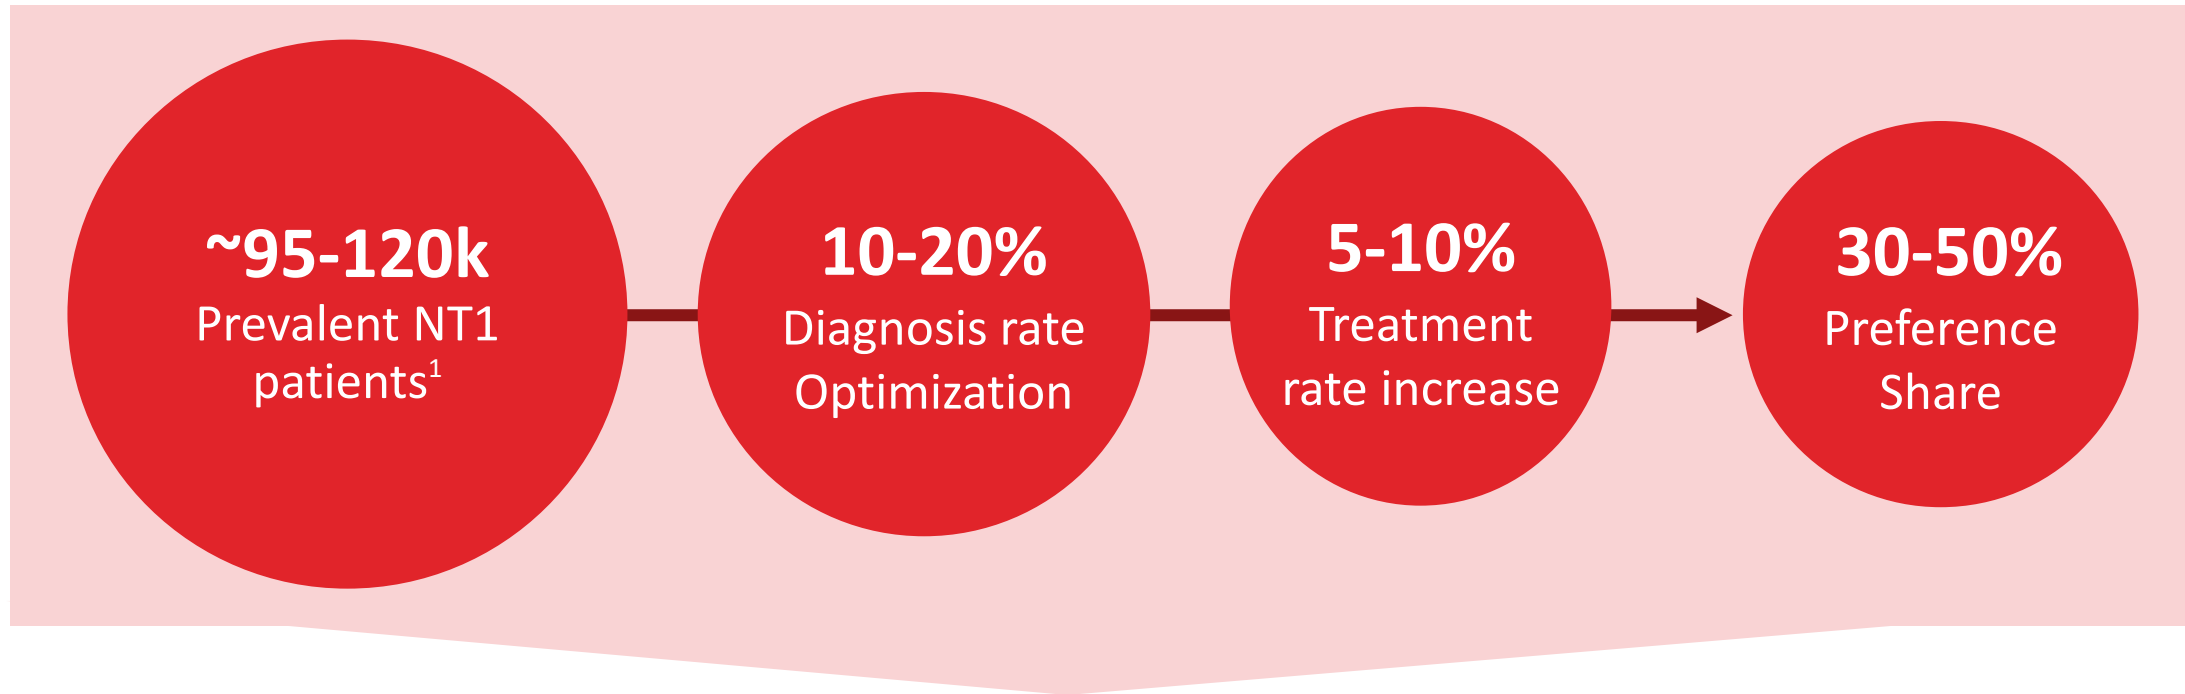 ~95-120k
Prevalent NT1
patients¹
10-20%
Diagnosis rate
Optimization
5-10%
Treatment
rate increase
30-50%
Preference
Share